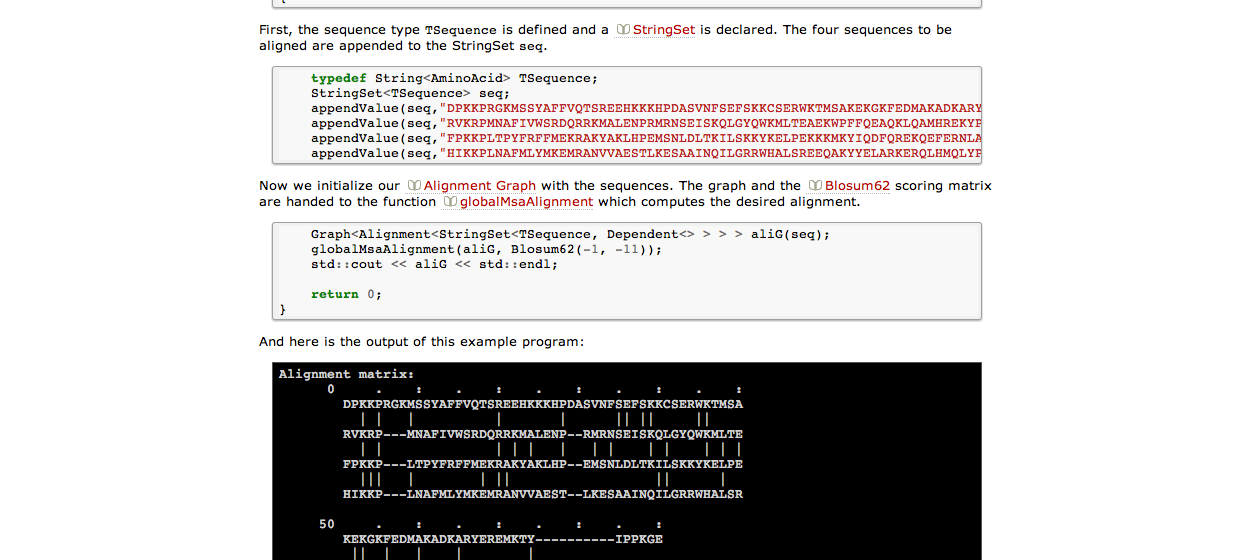 }
First, the sequence type TSequence is defined and a StringSet is declared. The four sequences to be
aligned are appended to the StringSet seq.
typedef String<AminoAcid> TSequence;
StringSet<TSequence> seq;
appendValue(seq,"DPKKPRGKMSSYAFFVQTSREEHKKKHPDASVNFSEFSKKCSERWKTMSAKEKGKFEDMAKADKARY
appendValue(seq,"RVKRPMNAFIVWSRDQRRKMALENPRMRNSEISKQLGYQWKMLTEAEKWPFFQEAQKLQAMHREKYP
appendValue(seq,"FPKKPLTPYFRFFMEKRAKYAKLHPEMSNLDLTKILSKKYKELPEKKKMKYIQDFQREKQEFERNLA
appendValue(seq,"HIKKPLNAFMLYMKEMRANVVAESTLKESAAINQILGRRWHALSREEQAKYYELARKERQLHMQLYP
Now we initialize our Alignment Graph with the sequences. The graph and the Blosum62 scoring matrix
are handed to the function globalMsaAlignment which computes the desired alignment.
Graph<Alignment<StringSet<TSequence, Dependent<> > > > aliG(seq);
globalMsaAlignment(aliG, Blosum62(-1, -11));
std::cout << aliG << std::endl;
return 0;
}
And here is the output of this example program:
Alignment matrix:
0 . : . : . : . : . :
DPKKPRGKMSSYAFFVQTSREEHKKKHPDASVNFSEFSKKCSERWKTMSA
| | | | | || || ||
RVKRP---MNAFIVWSRDQRRKMALENP--RMRNSEISKQLGYQWKMLTE
| | | | | | | | | | | | |
FPKKP---LTPYFRFFMEKRAKYAKLHP--EMSNLDLTKILSKKYKELPE
||| | | || || |
HIKKP---LNAFMLYMKEMRANVVAEST--LKESAAINQILGRRWHALSR
50 . : . : . : . :
KEKGKFEDMAKADKARYEREMKTY----------IPPKGE
|| | | | |